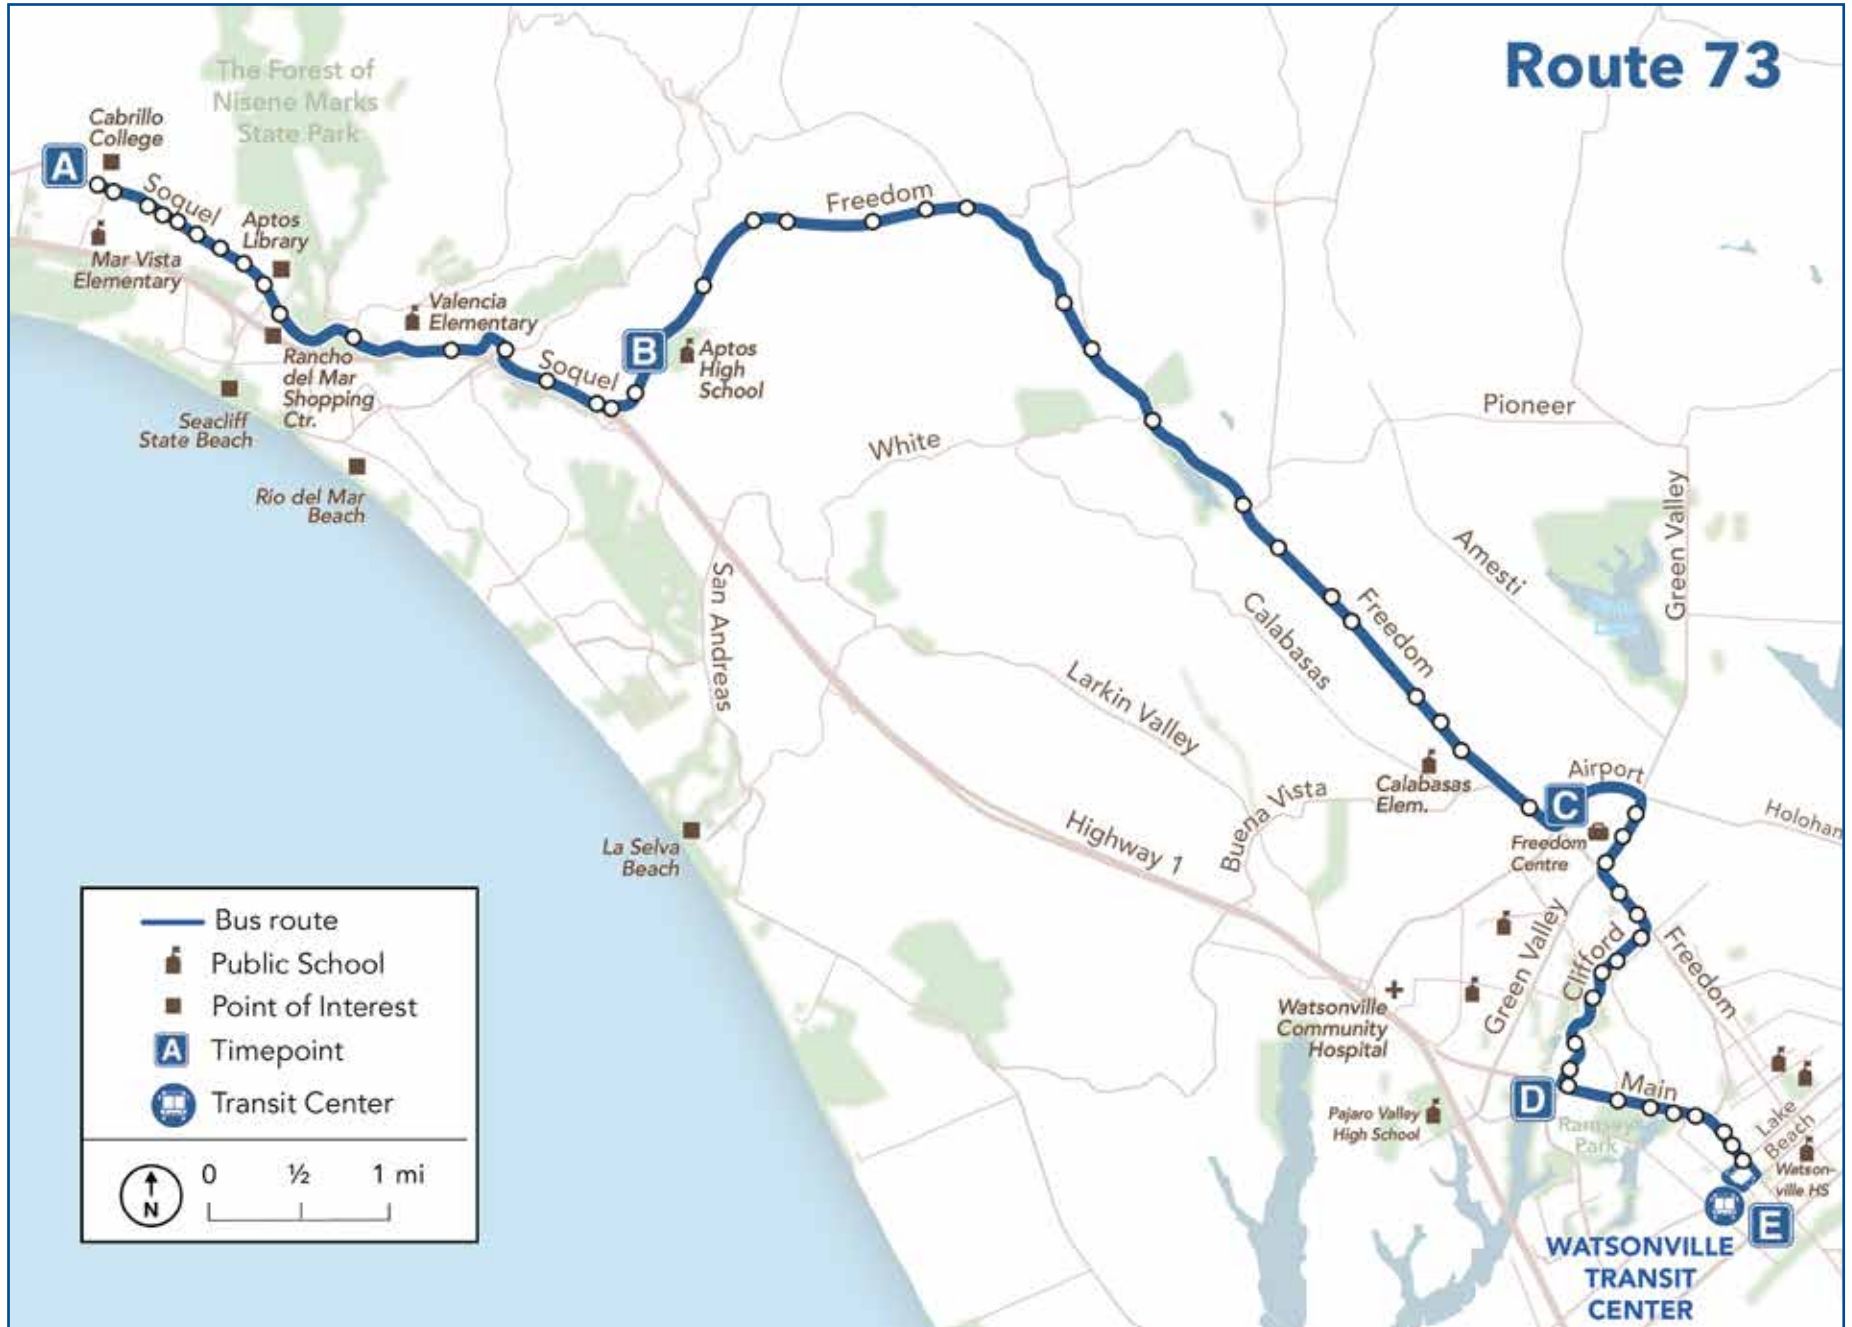 Route 73
The Forest of
Nisene Marks
State Park
Cabrillo
College
A
Soquel
Aptos
Library
Mar Vista
Elementary
Valencia
Elementary
Rancho
del Mar
Shopping
Ctr.
Seacliff
State Beach
Rio del Mar
Beach
Soquel
B
Aptos
High
School
Freedom
White
Pioneer
Green Valley
Amesti
San Andreas
Calabasas
Freedom
Larkin Valley
Calabasas
Elem.
Airport
C
Buena Vista
Holohan
Freedom
Centre
Highway 1
La Selva
Beach
Green Valley
Clifford
Freedom
Watsonville
Community
Hospital
D
Main
Pajaro Valley
High School
Ramsay
Park
Lake
Beach
Watson-
ville HS
E
WATSONVILLE
TRANSIT
CENTER
Bus route
Public School
Point of Interest
A Timepoint
Transit Center
N
0 ½ 1 mi